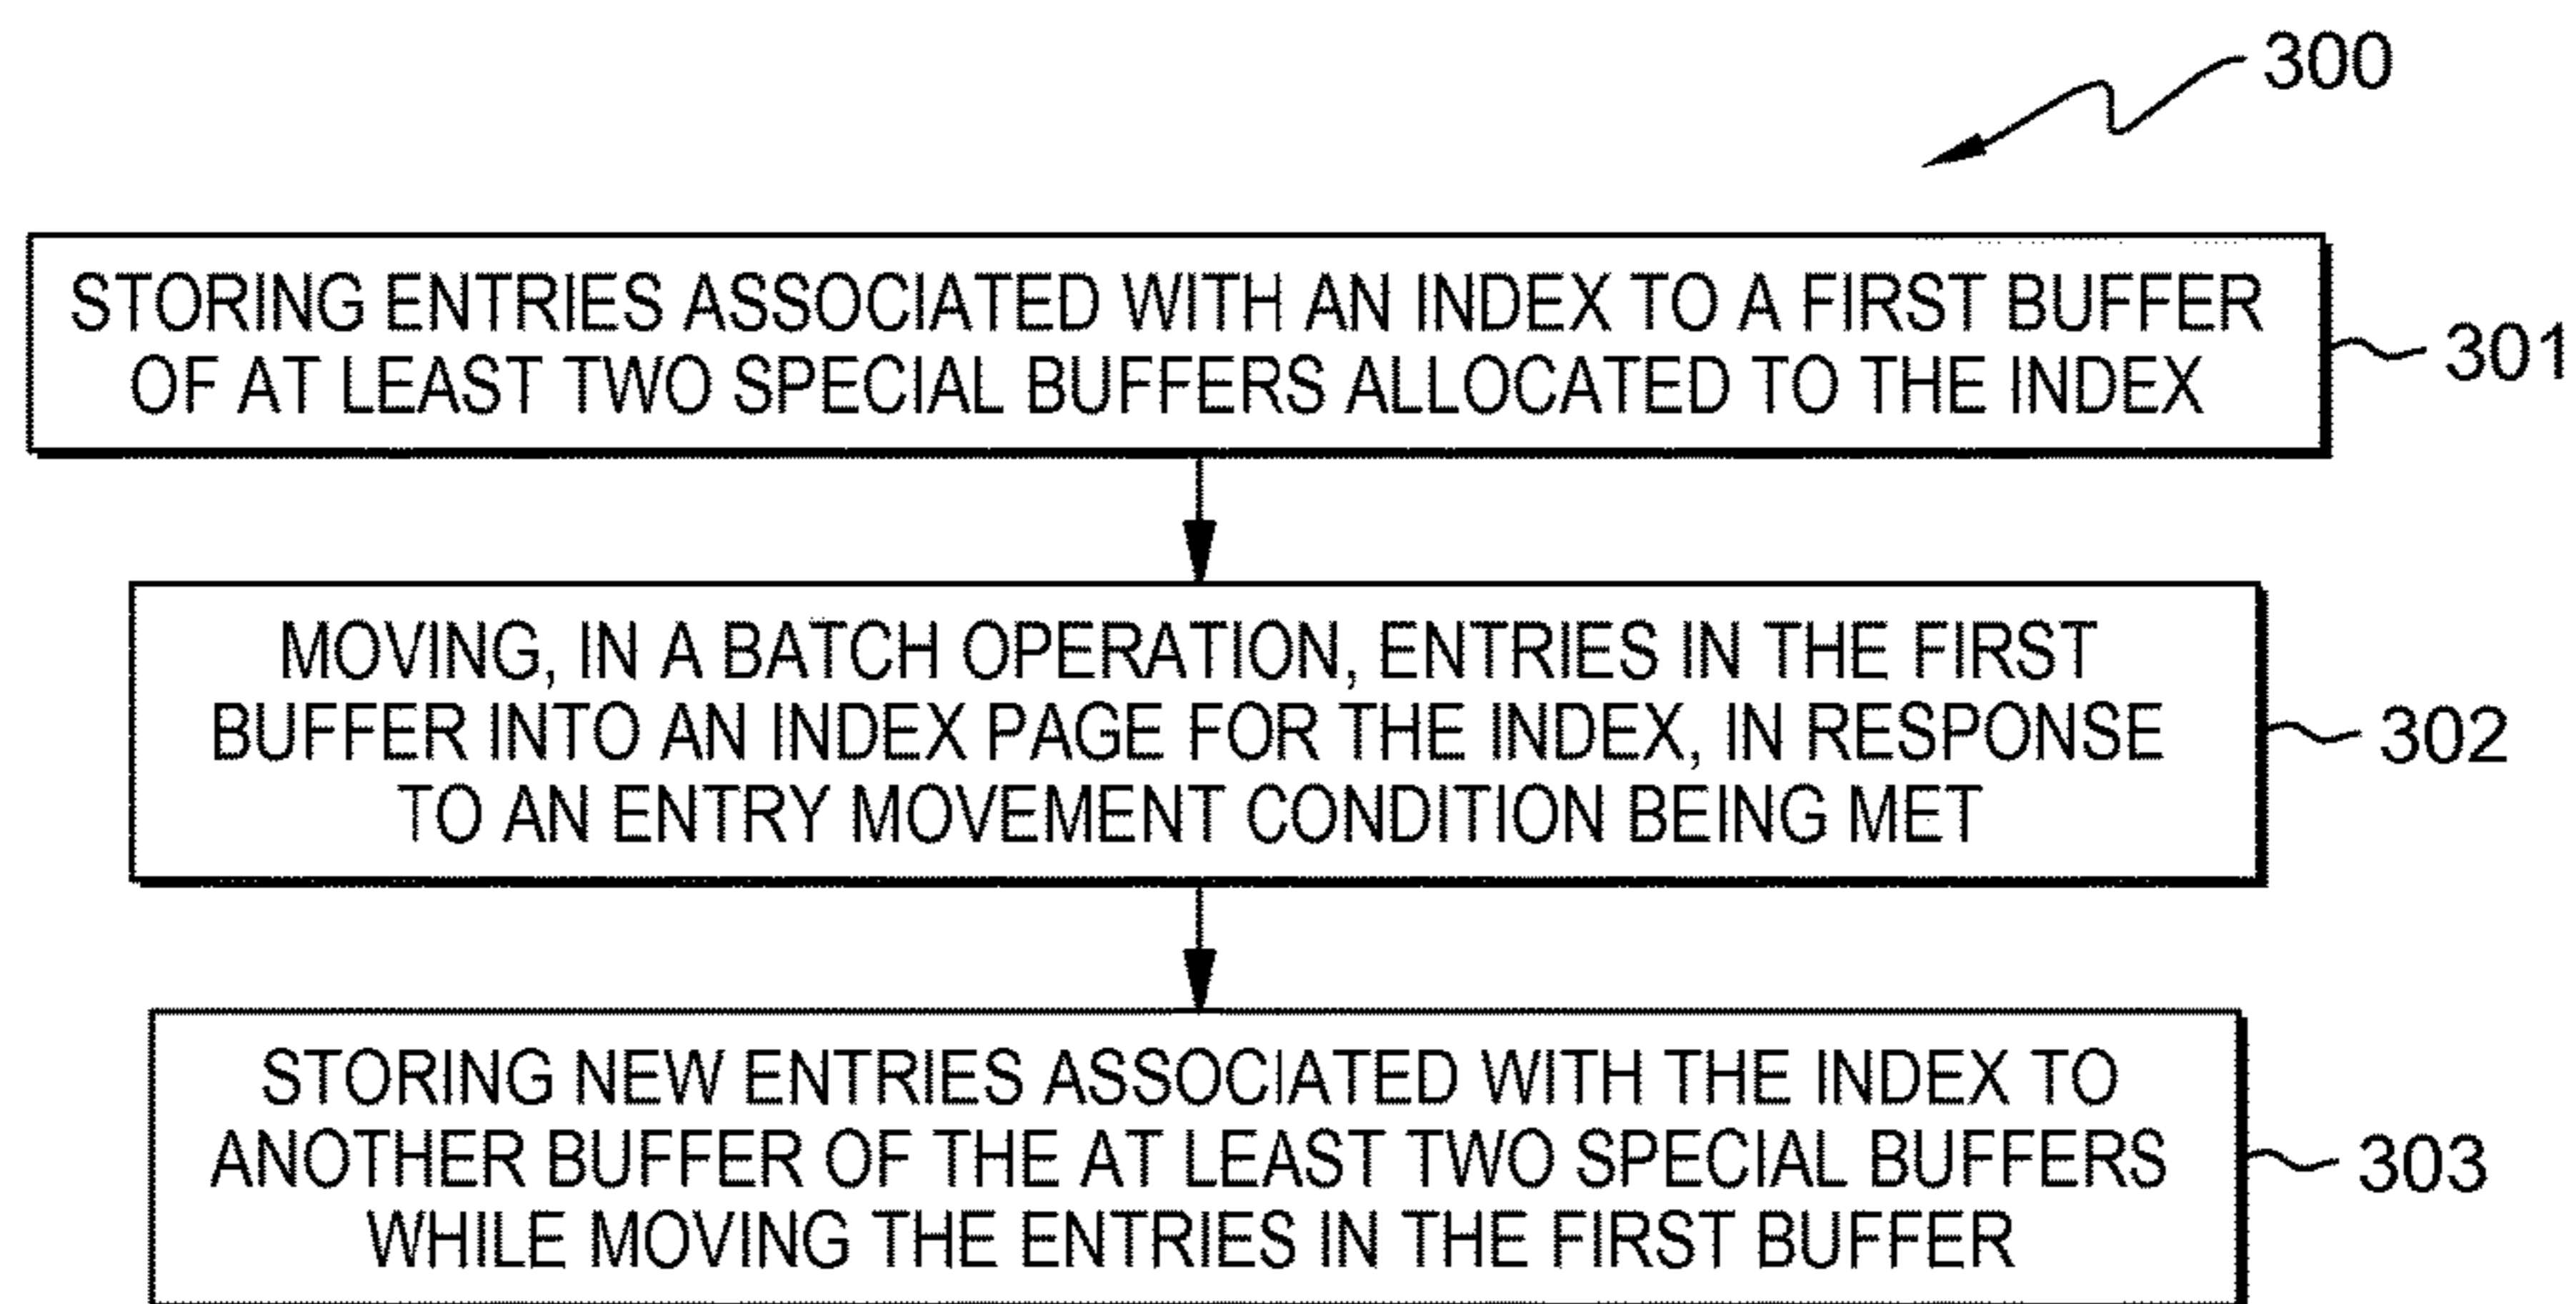 300
STORING ENTRIES ASSOCIATED WITH AN INDEX TO A FIRST BUFFER
OF AT LEAST TWO SPECIAL BUFFERS ALLOCATED TO THE INDEX
301
MOVING, IN A BATCH OPERATION, ENTRIES IN THE FIRST
BUFFER INTO AN INDEX PAGE FOR THE INDEX, IN RESPONSE
TO AN ENTRY MOVEMENT CONDITION BEING MET
302
STORING NEW ENTRIES ASSOCIATED WITH THE INDEX TO
ANOTHER BUFFER OF THE AT LEAST TWO SPECIAL BUFFERS
WHILE MOVING THE ENTRIES IN THE FIRST BUFFER
303